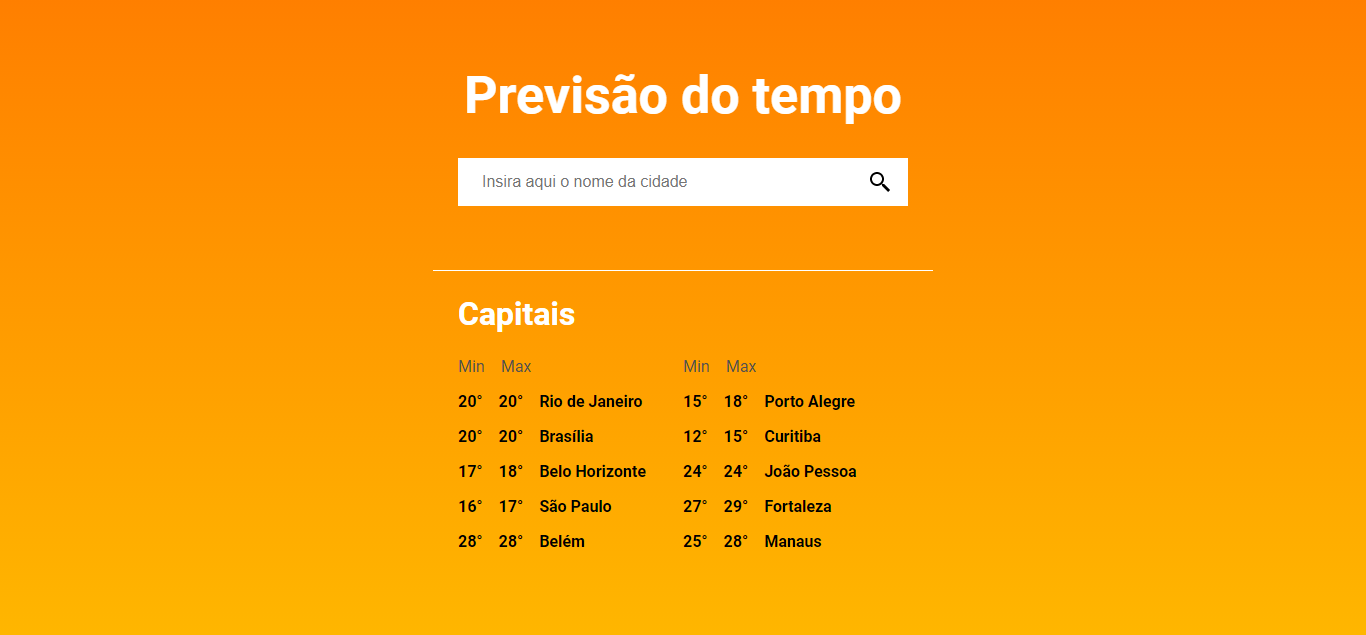 Previsão do tempo
Insira aqui o nome da cidade
Capitais
Min Max
20° 20° Rio de Janeiro
20° 20° Brasília
17° 18° Belo Horizonte
16° 17° São Paulo
28° 28° Belém
Min Max
15° 18° Porto Alegre
12° 15° Curitiba
24° 24° João Pessoa
27° 29° Fortaleza
25° 28° Manaus